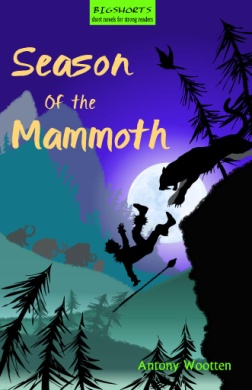 BIGSHORTS
short novels for strong readers
Season
Of the
Mammoth
Antony Wootten